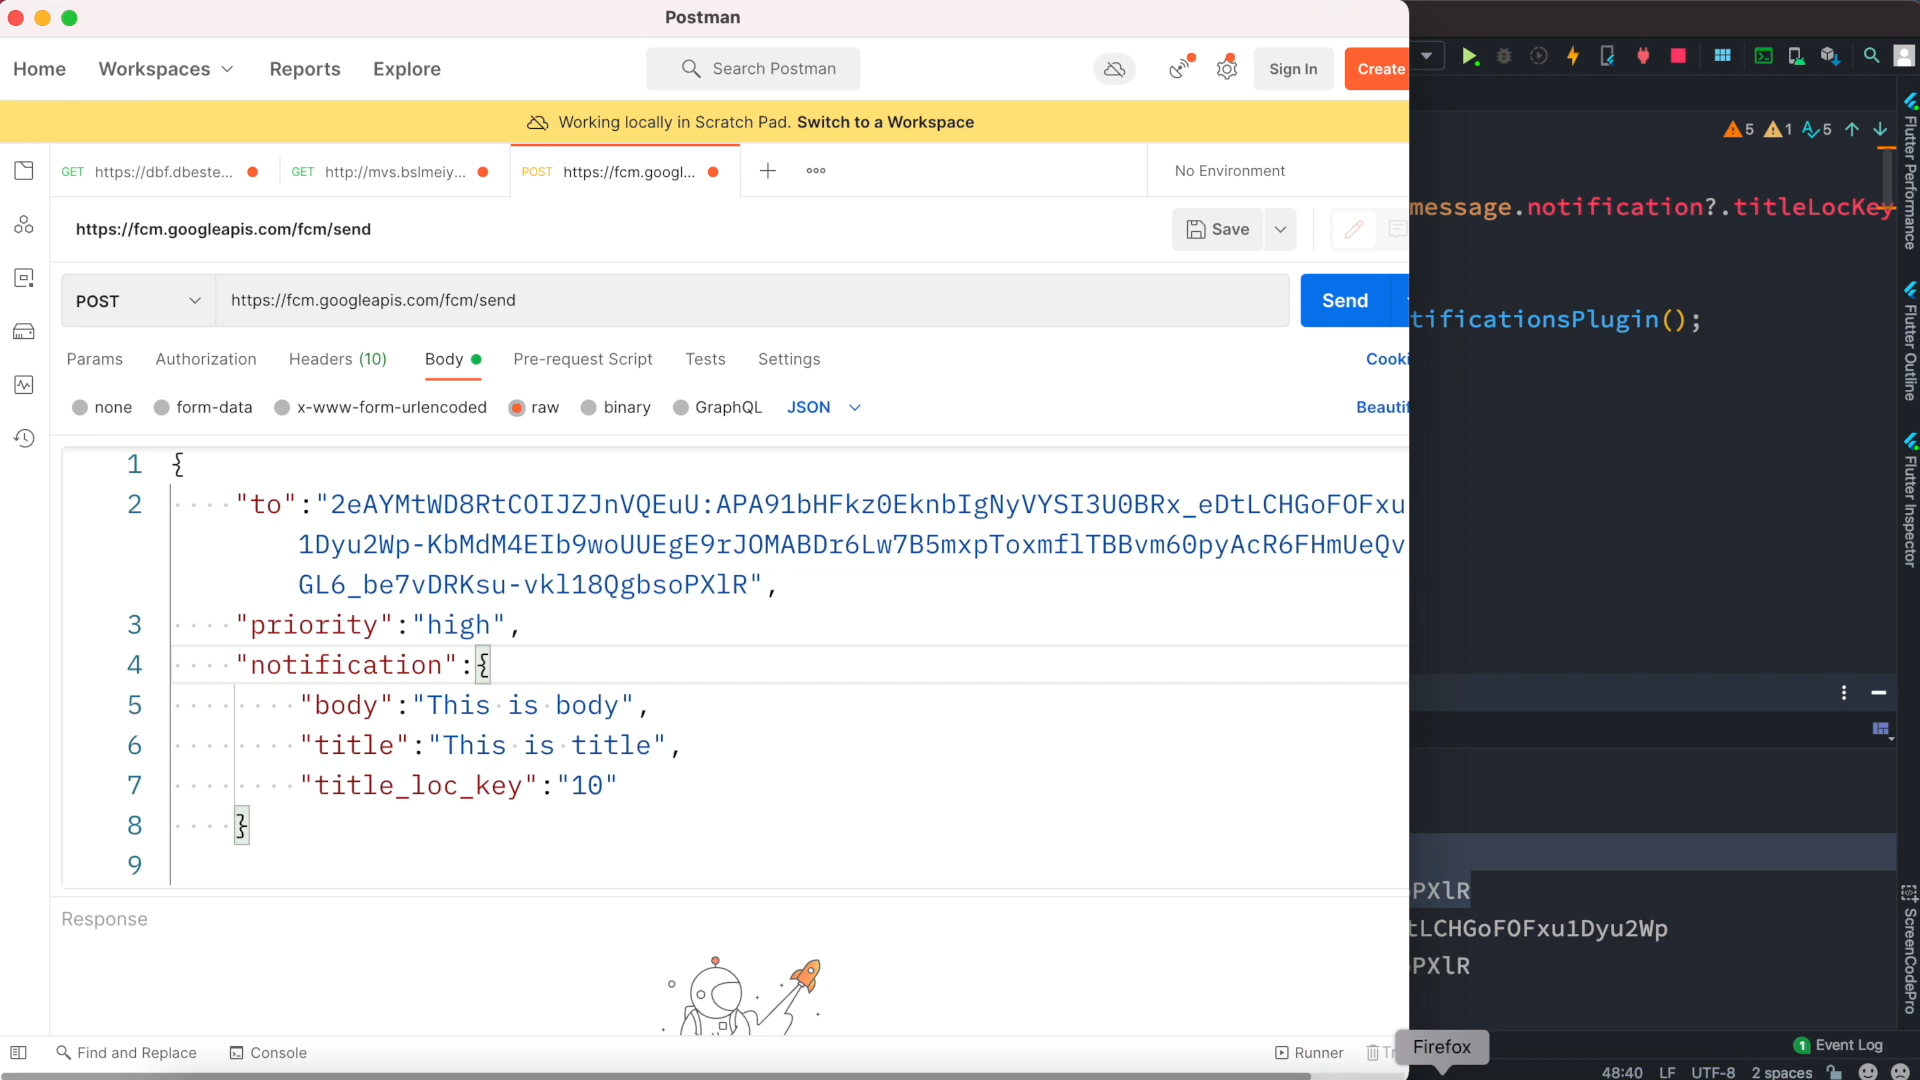 Postman
Home
Workspaces
Reports
Explore
Search Postman
Sign In
Create
Working locally in Scratch Pad. Switch to a Workspace
GET https://dbf.dbeste...
GET http://mvs.bslmeiy...
POST https://fcm.googl...
No Environment
https://fcm.googleapis.com/fcm/send
Save
POST
https://fcm.googleapis.com/fcm/send
Send
Params
Authorization
Headers (10)
Body
Pre-request Script
Tests
Settings
Cooki
none
form-data
x-www-form-urlencoded
raw
binary
GraphQL
JSON
Beautif
1 {
2 "to":"2eAYMtWD8RtCOIJZJnVQEuU:APA91bHFkz0EknbIgNyVYSI3U0BRx_eDtLCHGoFOFxu
1Dyu2Wp-KbMdM4EIb9woUUEgE9rJOMABDr6Lw7B5mxpToxmflTBBvm60pyAcR6FHmUeQv
GL6_be7vDRKsu-vkl18QgbsoPXlR",
3 "priority":"high",
4 "notification":{
5 "body":"This is body",
6 "title":"This is title",
7 "title_loc_key":"10"
8 }
9
Response
Find and Replace
Console
Runner
Tr
Firefox
5
1
5
message.notification?.titleLocKey
tificationsPlugin();
PXlR
tLCHGoFOFxu1Dyu2Wp
PXlR
1 Event Log
48:40 LF UTF-8 2 spaces
Flutter Performance
Flutter Outline
Flutter Inspector
ScreenCodePro